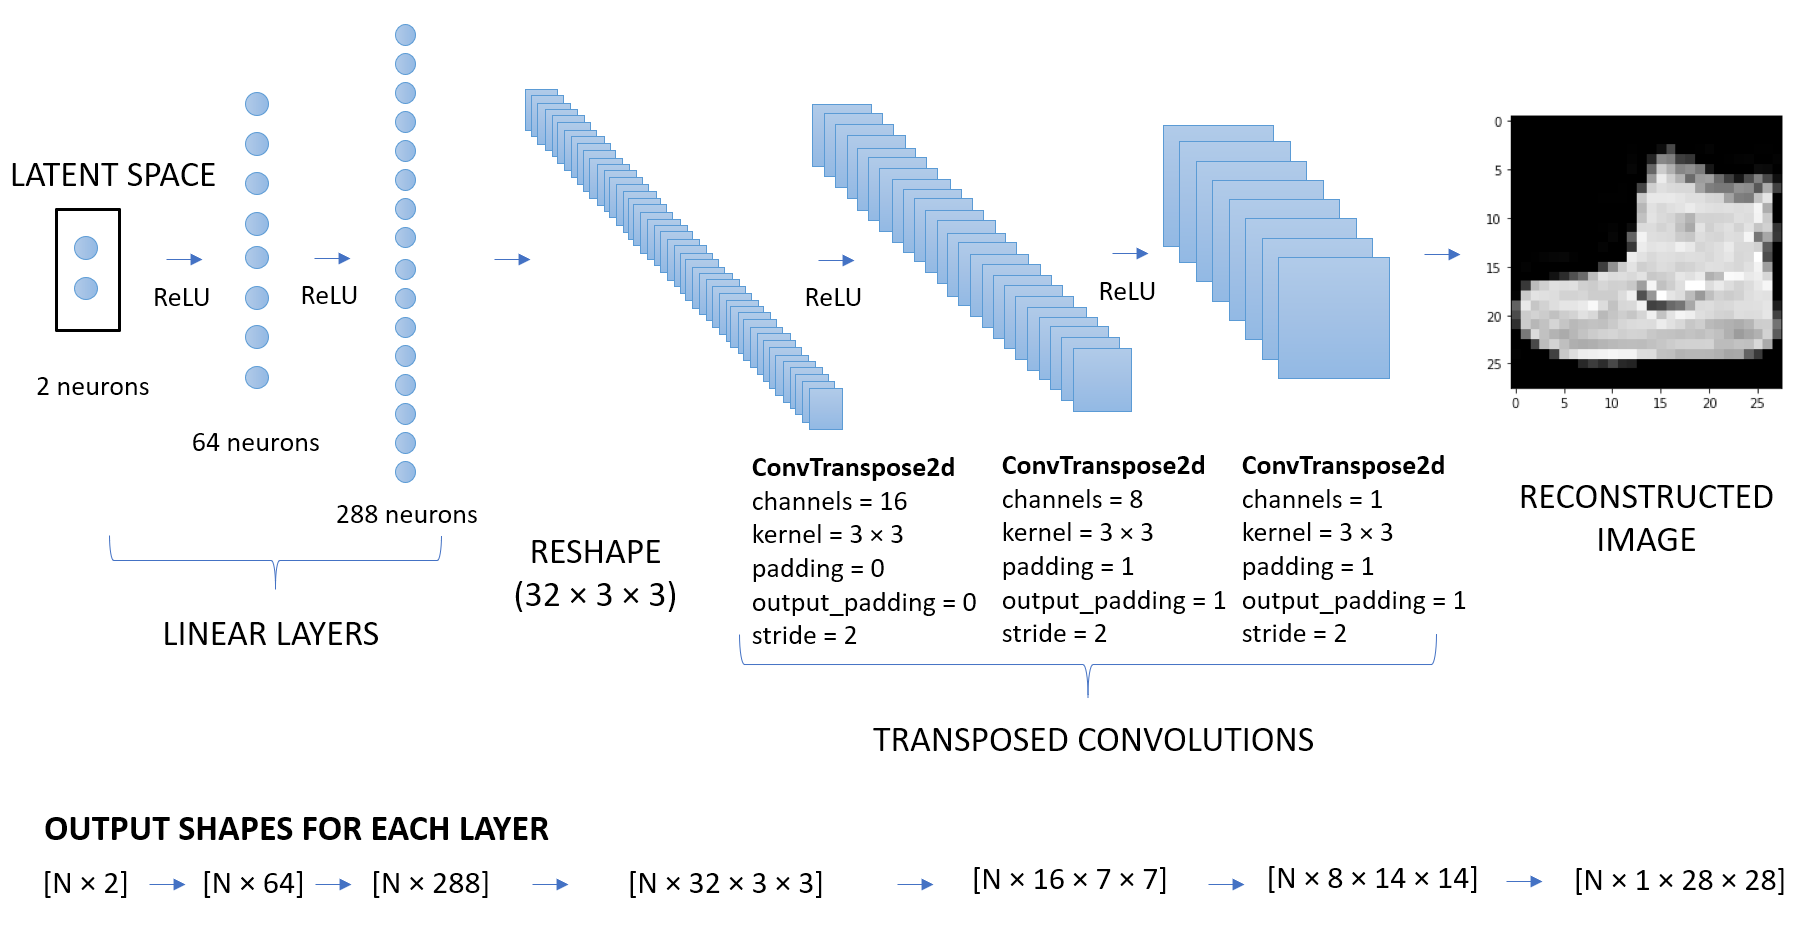 LATENT SPACE
2 neurons
ReLU
64 neurons
ReLU
288 neurons
LINEAR LAYERS
RESHAPE
(32 × 3 × 3)
ReLU
ReLU
ConvTranspose2d
channels = 16
kernel = 3 × 3
padding = 0
output_padding = 0
stride = 2
ConvTranspose2d
channels = 8
kernel = 3 × 3
padding = 1
output_padding = 1
stride = 2
ConvTranspose2d
channels = 1
kernel = 3 × 3
padding = 1
output_padding = 1
stride = 2
TRANSPOSED CONVOLUTIONS
0
5
10
15
20
25
0 5 10 15 20 25
RECONSTRUCTED
IMAGE
OUTPUT SHAPES FOR EACH LAYER
[N × 2] [N × 64] [N × 288] [N × 32 × 3 × 3] [N × 16 × 7 × 7] [N × 8 × 14 × 14] [N × 1 × 28 × 28]